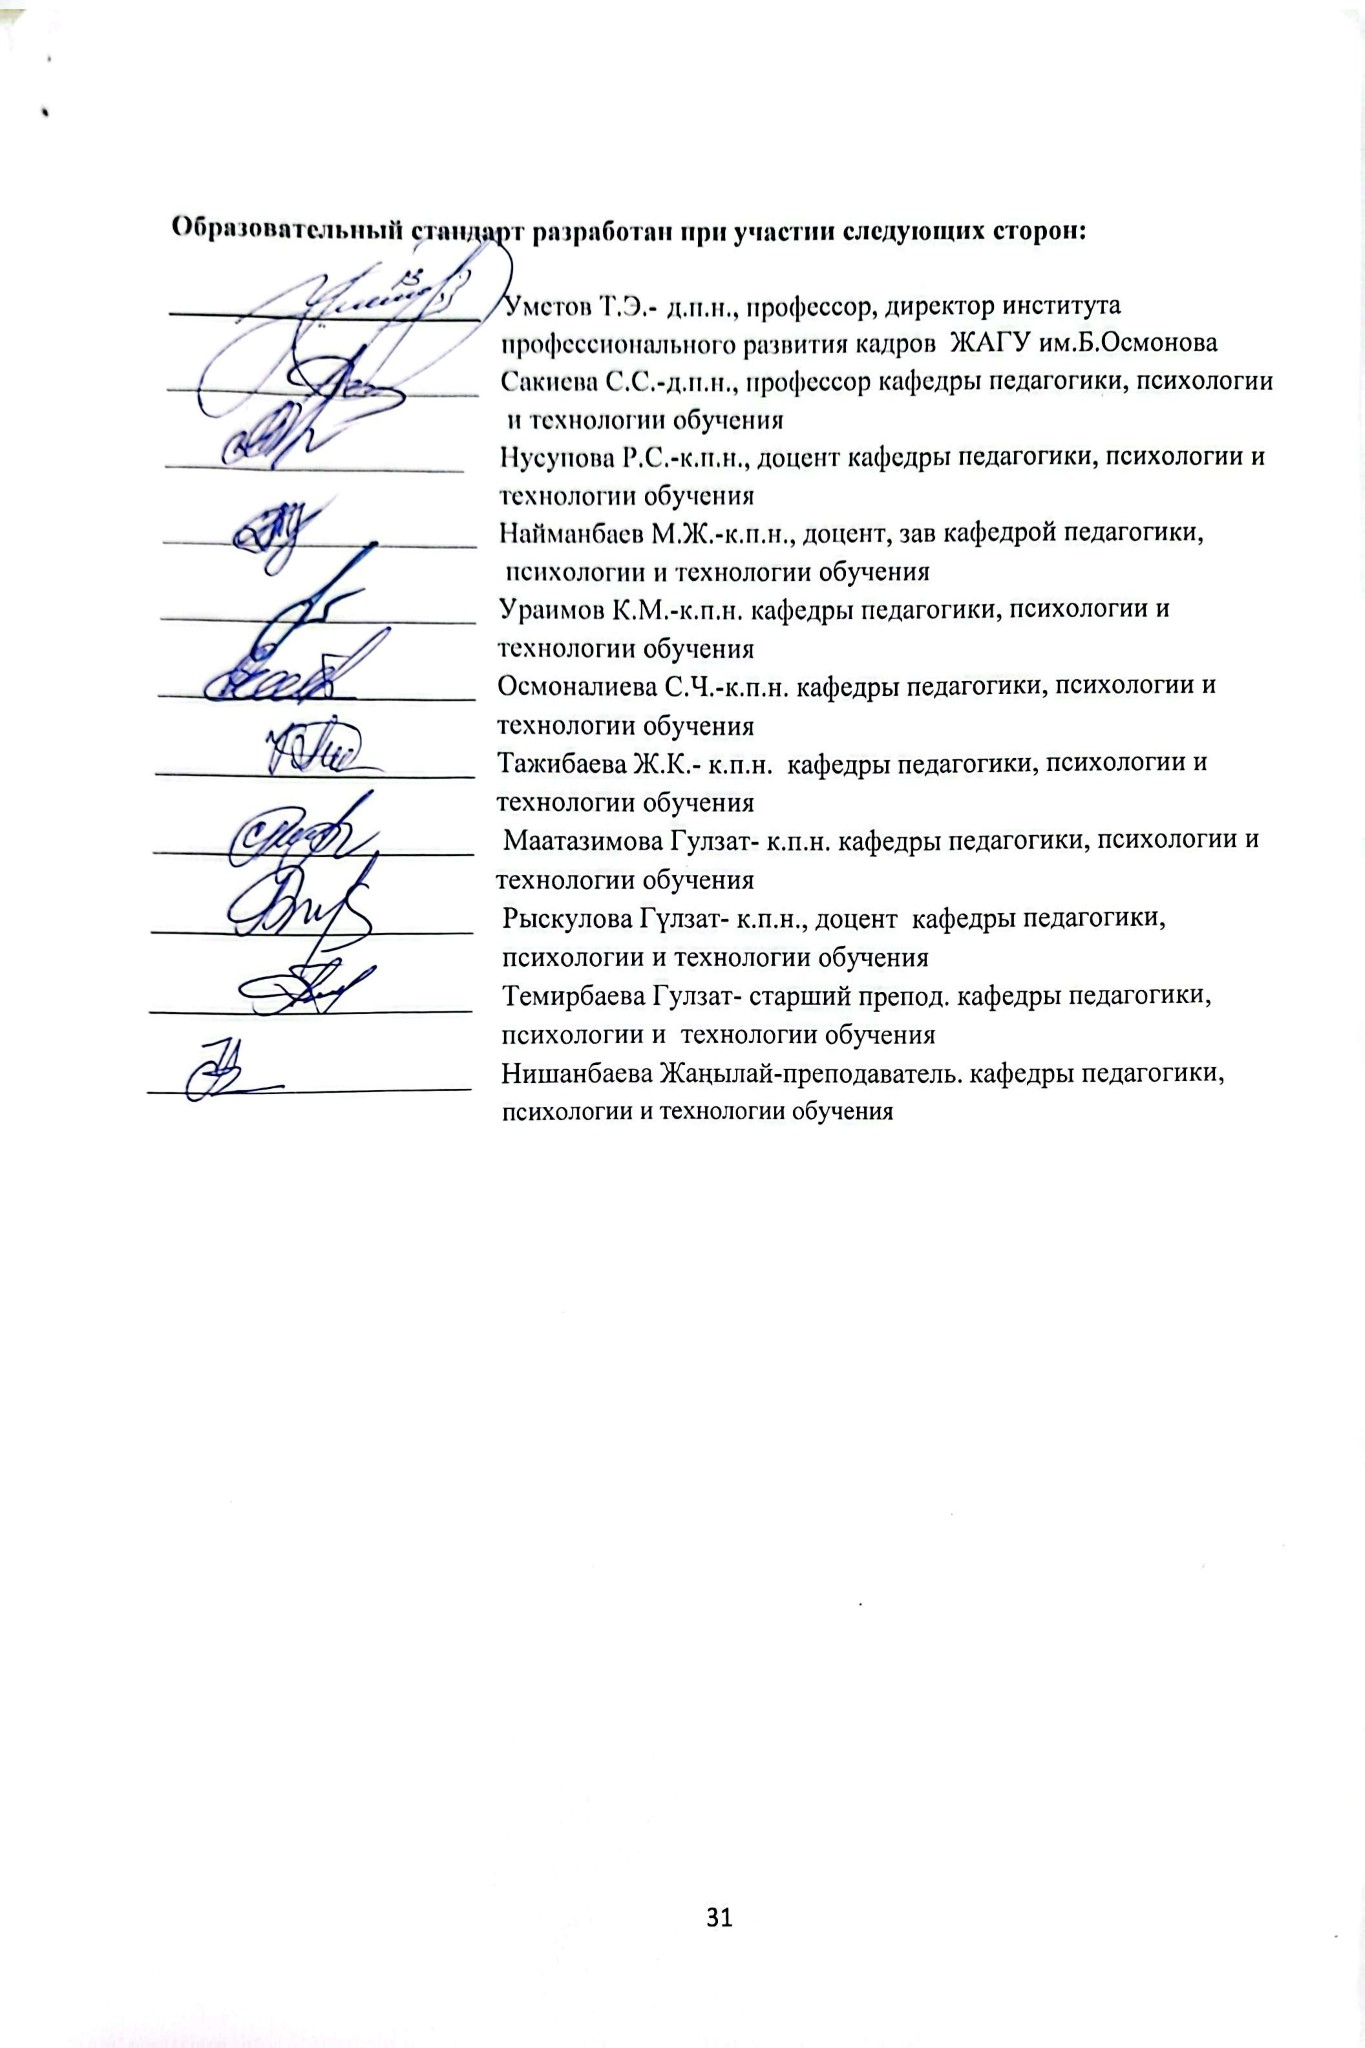 Образовательный стандарт разработан при участии следующих сторон:
Уметов Т.Э.- д.п.н., профессор, директор института
профессионального развития кадров ЖАГУ им.Б.Осмонова
Сакиева С.С.-д.п.н., профессор кафедры педагогики, психологии
и технологии обучения
Нусупова Р.С.-к.п.н., доцент кафедры педагогики, психологии и
технологии обучения
Найманбаев М.Ж.-к.п.н., доцент, зав кафедрой педагогики,
психологии и технологии обучения
Ураимов К.М.-к.п.н. кафедры педагогики, психологии и
технологии обучения
Осмоналиева С.Ч.-к.п.н. кафедры педагогики, психологии и
технологии обучения
Тажибаева Ж.К.- к.п.н. кафедры педагогики, психологии и
технологии обучения
Маатазимова Гулзат- к.п.н. кафедры педагогики, психологии и
технологии обучения
Рыскулова Гүлзат- к.п.н., доцент кафедры педагогики,
психологии и технологии обучения
Темирбаева Гулзат- старший препод. кафедры педагогики,
психологии и технологии обучения
Нишанбаева Жаңылай-преподаватель. кафедры педагогики,
психологии и технологии обучения
31